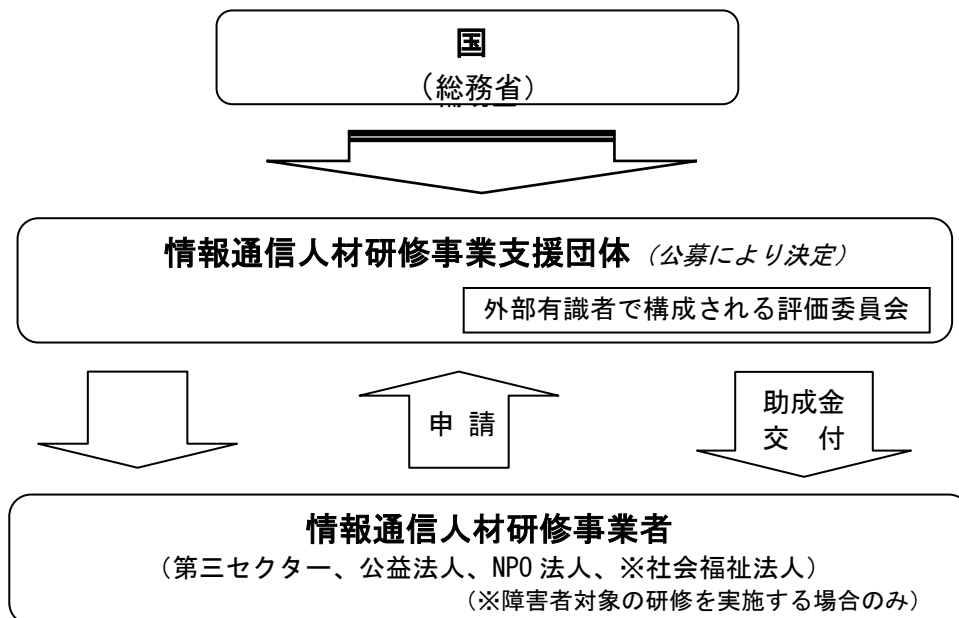 国
（総務省）
情報通信人材研修事業支援団体（公募により決定）
外部有識者で構成される評価委員会
申 請
助成金
交 付
情報通信人材研修事業者
（第三セクター、公益法人、NPO 法人、※社会福祉法人）
（※障害者対象の研修を実施する場合のみ）